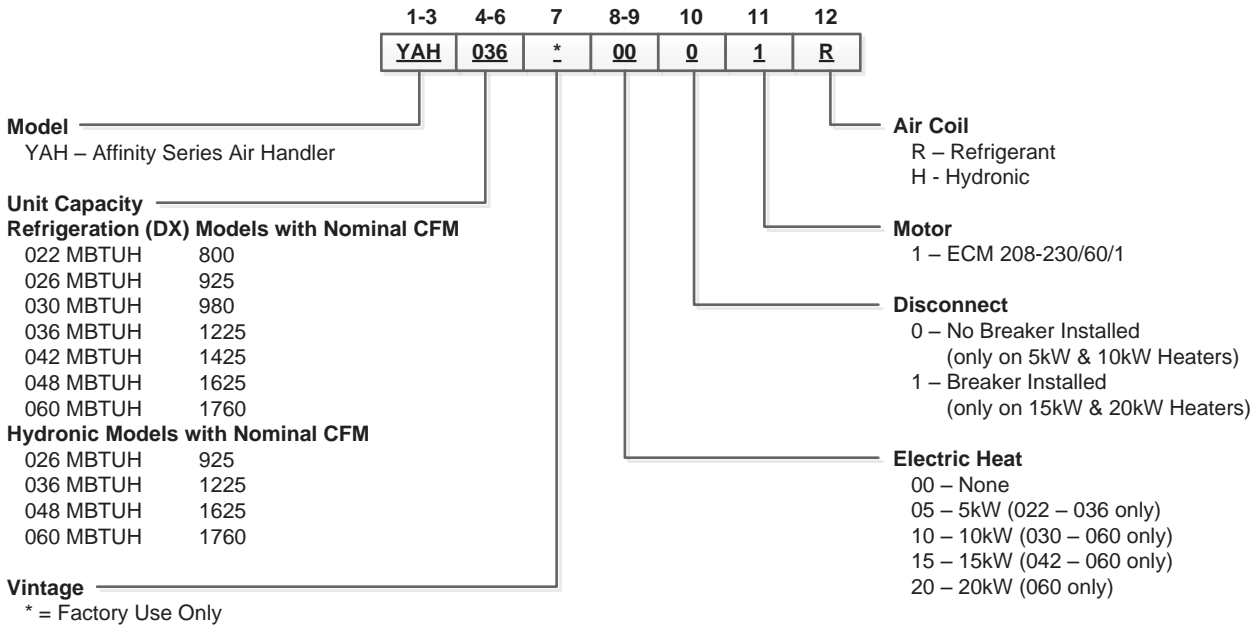 1-3 4-6 7 8-9 10 11 12
YAH 036 * 00 0 1 R
Model
YAH – Affinity Series Air Handler
Unit Capacity
Refrigeration (DX) Models with Nominal CFM
022 MBTUH 800
026 MBTUH 925
030 MBTUH 980
036 MBTUH 1225
042 MBTUH 1425
048 MBTUH 1625
060 MBTUH 1760
Hydronic Models with Nominal CFM
026 MBTUH 925
036 MBTUH 1225
048 MBTUH 1625
060 MBTUH 1760
Vintage
* = Factory Use Only
Air Coil
R – Refrigerant
H - Hydronic
Motor
1 – ECM 208-230/60/1
Disconnect
0 – No Breaker Installed
(only on 5kW & 10kW Heaters)
1 – Breaker Installed
(only on 15kW & 20kW Heaters)
Electric Heat
00 – None
05 – 5kW (022 – 036 only)
10 – 10kW (030 – 060 only)
15 – 15kW (042 – 060 only)
20 – 20kW (060 only)